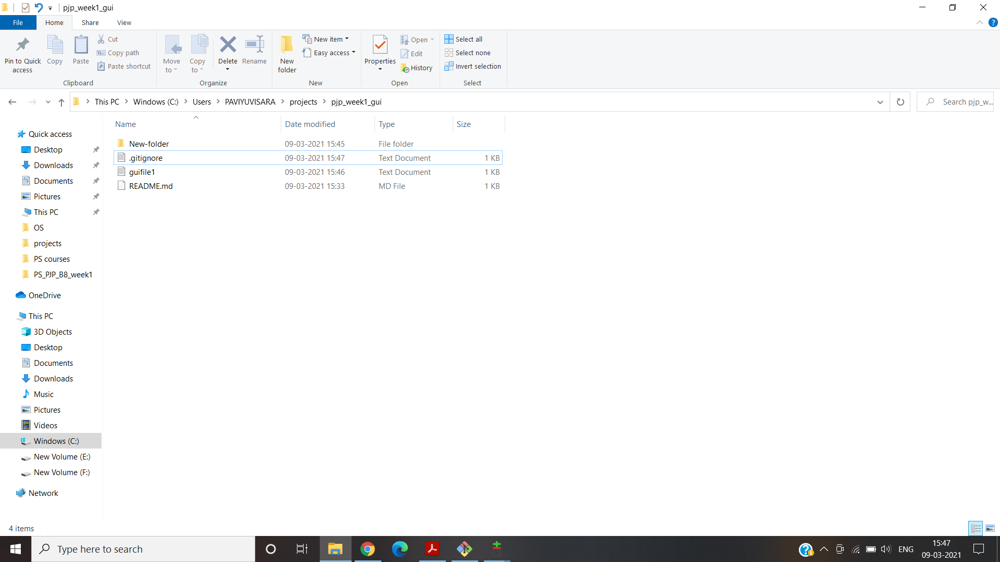 pjp_week1_gui
File Home Share View
Pin to Quick access
Copy
Paste
Cut
Copy path
Paste shortcut
Clipboard
Move to
Copy to
Delete
Rename
Organize
New folder
New item
Easy access
New
Properties
Open
Edit
History
Open
Select all
Select none
Invert selection
Select
This PC > Windows (C:) > Users > PAVIYUVISARA > projects > pjp_week1_gui
Search pjp_w...
Name Date modified Type Size
New-folder 09-03-2021 15:45 File folder
.gitignore 09-03-2021 15:47 Text Document 1 KB
guifile1 09-03-2021 15:46 Text Document 1 KB
README.md 09-03-2021 15:33 MD File 1 KB
Quick access
Desktop
Downloads
Documents
Pictures
This PC
OS
projects
PS courses
PS_PJP_B8_week1
OneDrive
This PC
3D Objects
Desktop
Documents
Downloads
Music
Pictures
Videos
Windows (C:)
New Volume (E:)
New Volume (F:)
Network
4 items
Type here to search
ENG
15:47
09-03-2021